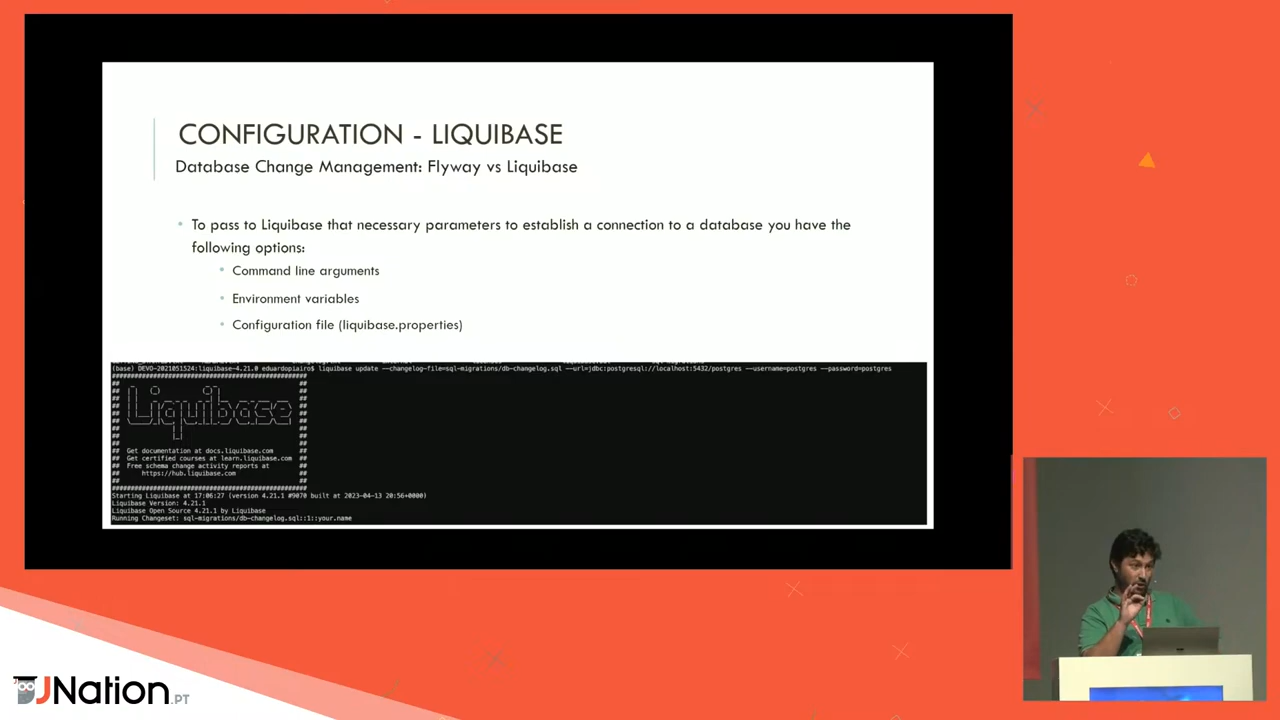 CONFIGURATION - LIQUIBASE
Database Change Management: Flyway vs Liquibase
• To pass to Liquibase that necessary parameters to establish a connection to a database you have the
following options:
• Command line arguments
• Environment variables
• Configuration file (liquibase.properties)
(base) DEVO-2021051524:liquibase-4.21.0 eduardopiairo$ liquibase update --changelog-file=sql-migrations/db-changelog.sql --url=jdbc:postgresql://localhost:5432/postgres --username=postgres --password=postgres
Liquibase
## Get documentation at docs.liquibase.com ##
## Get certified courses at learn.liquibase.com ##
## Free schema change activity reports at ##
## https://hub.liquibase.com ##
Starting Liquibase at 17:06:27 (version 4.21.1 #9070 built at 2023-04-13 20:56+0000)
Liquibase Version: 4.21.1
Liquibase Open Source 4.21.1 by Liquibase
Running Changeset: sql-migrations/db-changelog.sql::1::your.name
JNation.PT